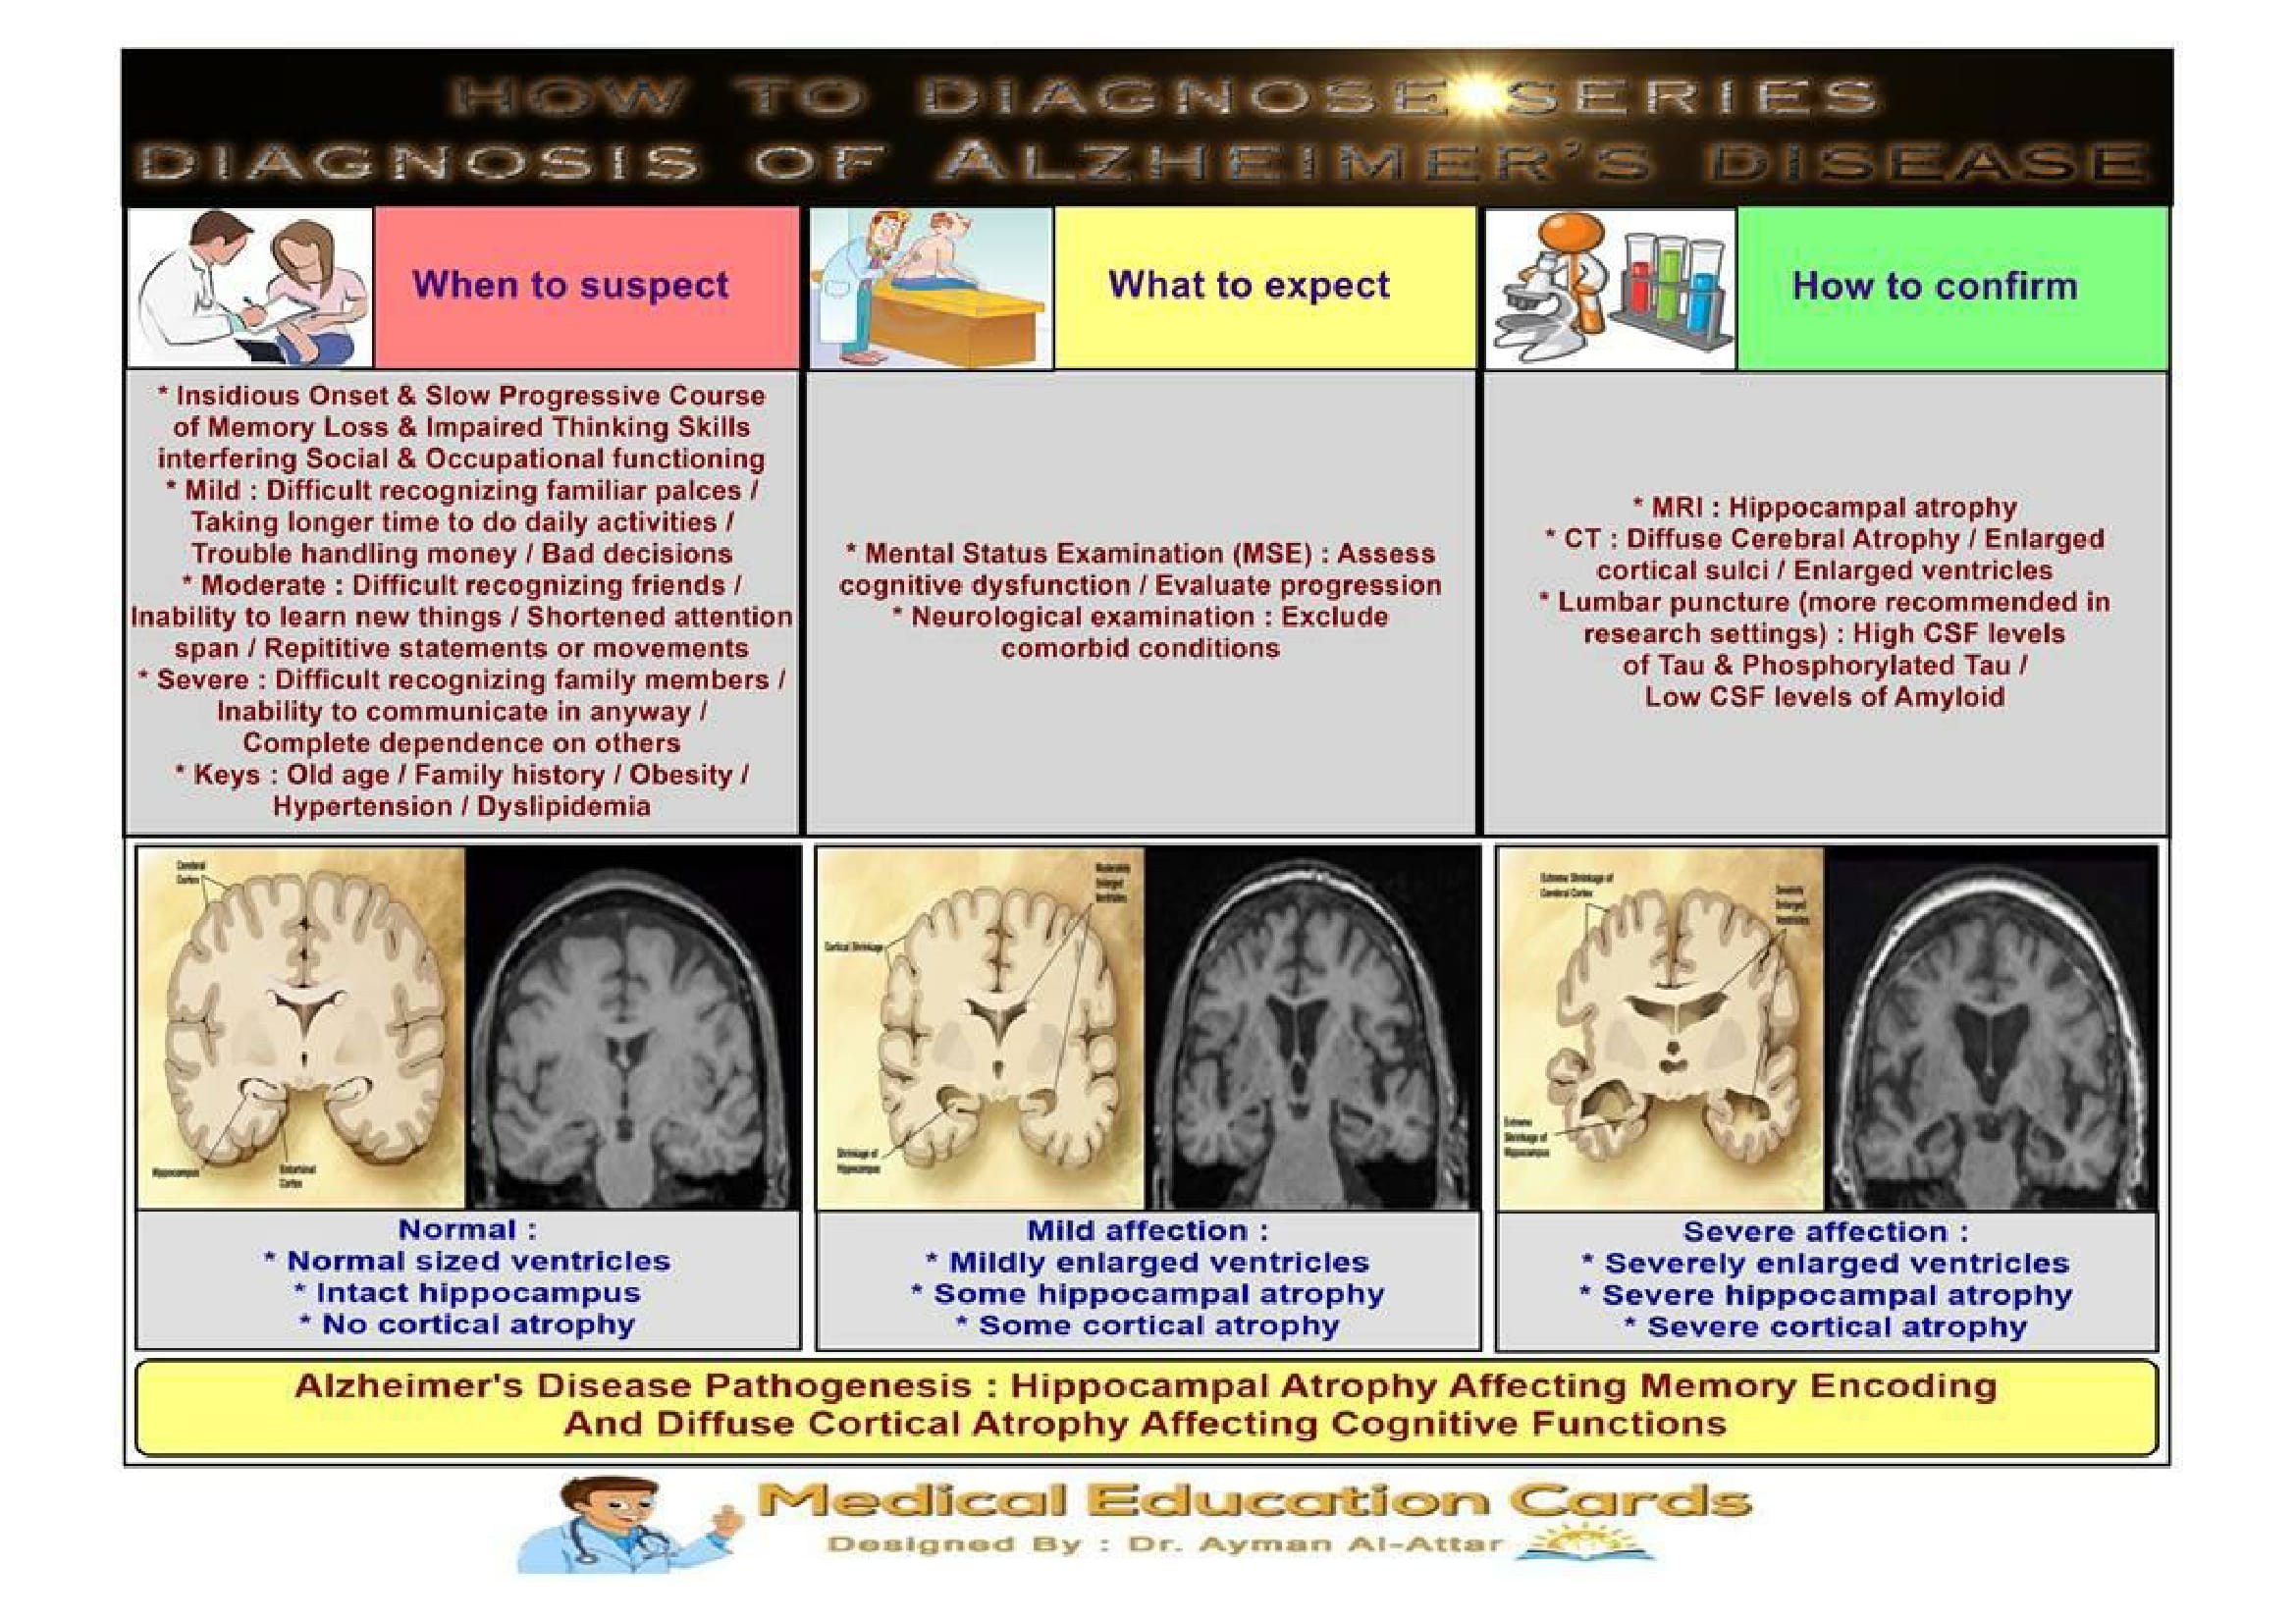 HOW TO DIAGNOSE SERIES
DIAGNOSIS OF ALZHEIMER'S DISEASE
When to suspect
* Insidious Onset & Slow Progressive Course
of Memory Loss & Impaired Thinking Skills
interfering Social & Occupational functioning
* Mild : Difficult recognizing familiar palces /
Taking longer time to do daily activities /
Trouble handling money / Bad decisions
* Moderate : Difficult recognizing friends /
Inability to learn new things / Shortened attention
span / Repititive statements or movements
* Severe : Difficult recognizing family members /
Inability to communicate in anyway /
Complete dependence on others
* Keys : Old age / Family history / Obesity /
Hypertension / Dyslipidemia
What to expect
* Mental Status Examination (MSE) : Assess
cognitive dysfunction / Evaluate progression
* Neurological examination : Exclude
comorbid conditions
How to confirm
* MRI : Hippocampal atrophy
* CT : Diffuse Cerebral Atrophy / Enlarged
cortical sulci / Enlarged ventricles
* Lumbar puncture (more recommended in
research settings) : High CSF levels
of Tau & Phosphorylated Tau /
Low CSF levels of Amyloid
Cerebral
Cortex
Hippocampus
Entorhinal
Cortex
Normal :
* Normal sized ventricles
* Intact hippocampus
* No cortical atrophy
Moderately
Enlarged
Ventricles
Cortical Shrinkage
Shrinkage of
Hippocampus
Mild affection :
* Mildly enlarged ventricles
* Some hippocampal atrophy
* Some cortical atrophy
Extreme Shrinkage of
Cerebral Cortex
Severely
Enlarged
Ventricles
Extreme
Shrinkage of
Hippocampus
Severe affection :
* Severely enlarged ventricles
* Severe hippocampal atrophy
* Severe cortical atrophy
Alzheimer's Disease Pathogenesis : Hippocampal Atrophy Affecting Memory Encoding
And Diffuse Cortical Atrophy Affecting Cognitive Functions
Medical Education Cards
Designed By : Dr. Ayman Al-Attar